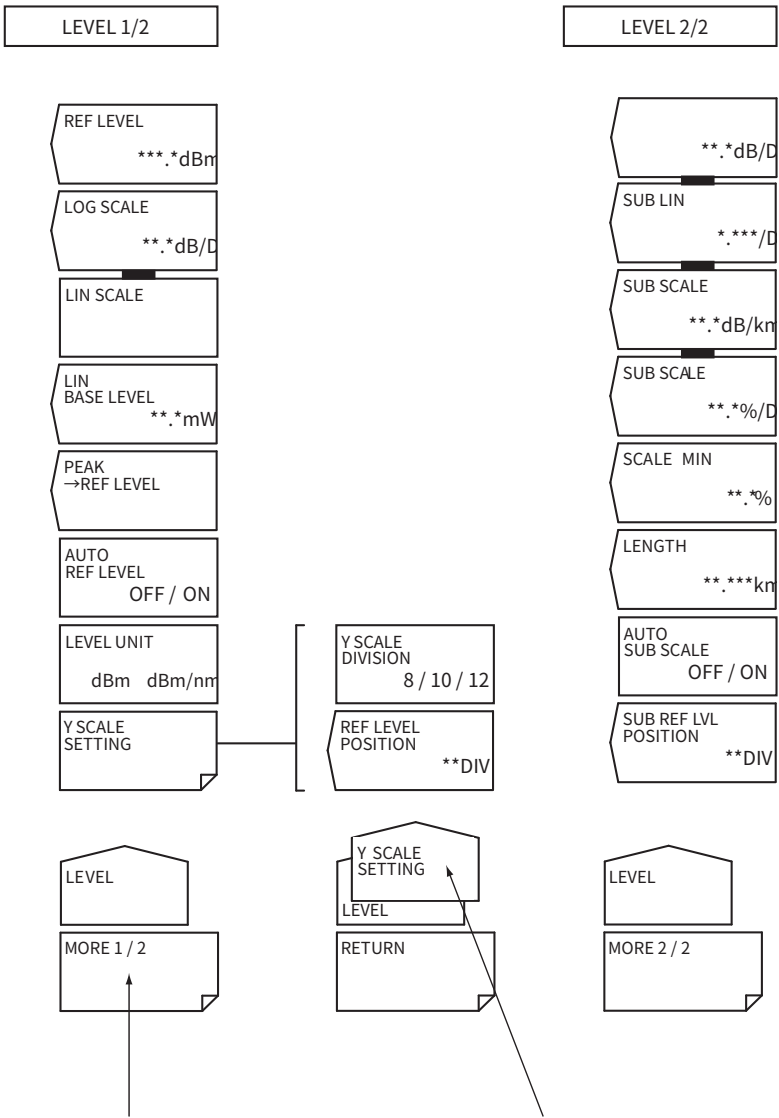 LEVEL 1/2
REF LEVEL
***.*dBm
LOG SCALE
**.*dB/D
LIN SCALE
LIN
BASE LEVEL
**.*mW
PEAK
→REF LEVEL
AUTO
REF LEVEL
OFF / ON
LEVEL UNIT
dBm dBm/nm
Y SCALE
SETTING
LEVEL
MORE 1 / 2
Y SCALE
DIVISION
8 / 10 / 12
REF LEVEL
POSITION
**DIV
Y SCALE
SETTING
LEVEL
RETURN
LEVEL 2/2
**.*dB/D
SUB LIN
*.***/D
SUB SCALE
**.*dB/km
SUB SCALE
**.*%/D
SCALE MIN
**.*%
LENGTH
**.***km
AUTO
SUB SCALE
OFF / ON
SUB REF LVL
POSITION
**DIV
LEVEL
MORE 2 / 2